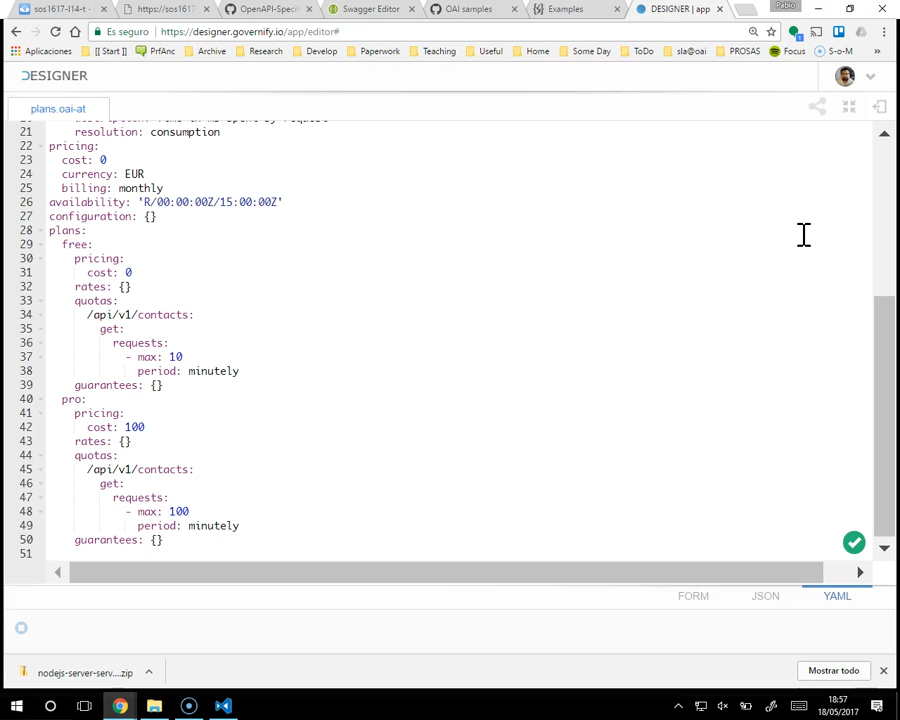 Pablo
sos1617-l14-t -
https://sos1617
OpenAPI-Specif
Swagger Editor
OAI samples
Examples
DESIGNER | app
Es seguro
https://designer.governify.io/app/editor#
Aplicaciones
[[ Start ]]
PrfAnc
Archive
Research
Develop
Paperwork
Teaching
Useful
Home
Some Day
ToDo
sla@oai
PROSAS
Focus
S-o-M
»
DESIGNER
plans.oai-at
21 resolution: consumption
22 pricing:
23 cost: 0
24 currency: EUR
25 billing: monthly
26 availability: 'R/00:00:00Z/15:00:00Z'
27 configuration: {}
28 plans:
29 free:
30 pricing:
31 cost: 0
32 rates: {}
33 quotas:
34 /api/v1/contacts:
35 get:
36 requests:
37 - max: 10
38 period: minutely
39 guarantees: {}
40 pro:
41 pricing:
42 cost: 100
43 rates: {}
44 quotas:
45 /api/v1/contacts:
46 get:
47 requests:
48 - max: 100
49 period: minutely
50 guarantees: {}
51
FORM
JSON
YAML
nodejs-server-serv....zip
Mostrar todo
18:57
18/05/2017